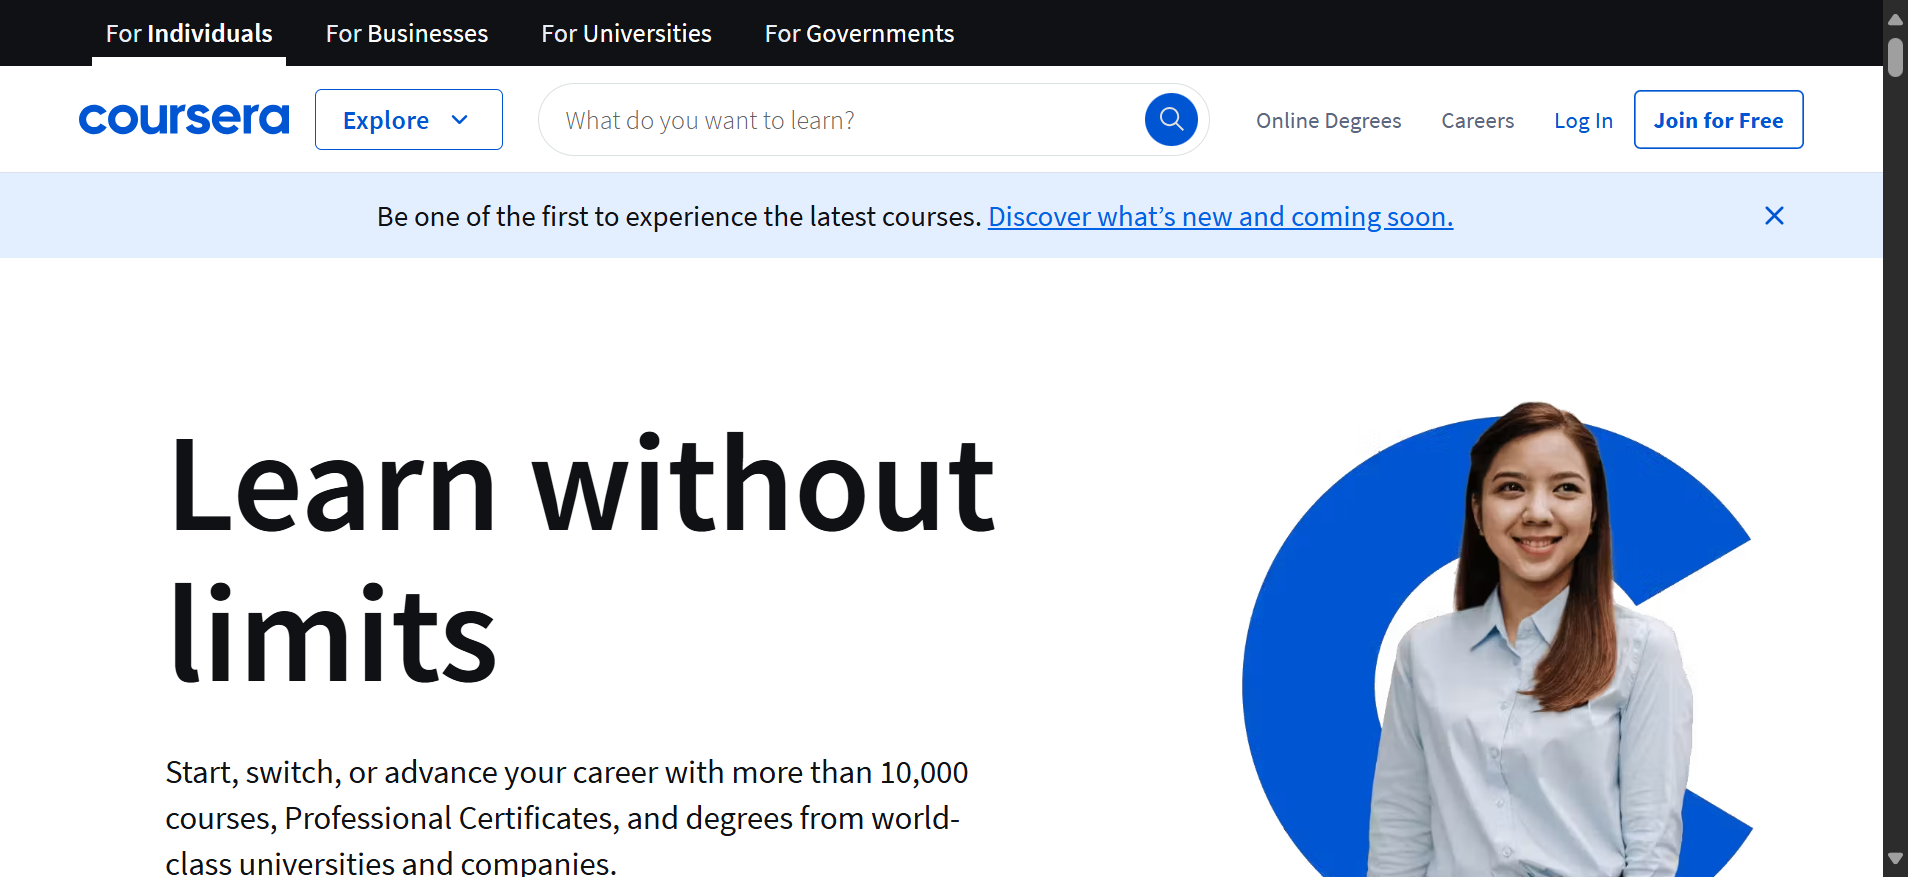 For Individuals For Businesses For Universities For Governments
coursera Explore What do you want to learn? Online Degrees Careers Log In Join for Free
Be one of the first to experience the latest courses. Discover what’s new and coming soon.
Learn without
limits
Start, switch, or advance your career with more than 10,000
courses, Professional Certificates, and degrees from world-
class universities and companies.